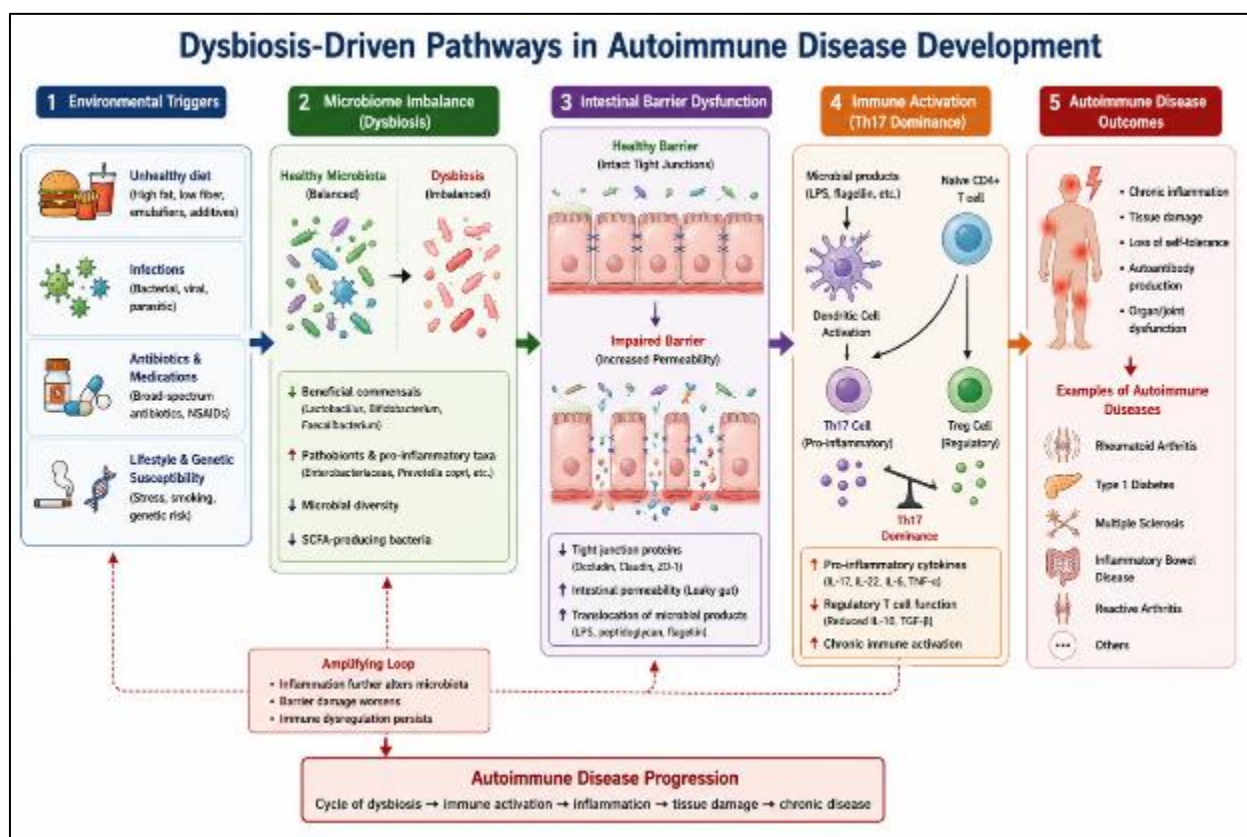 Dysbiosis-Driven Pathways in Autoimmune Disease Development
1 Environmental Triggers
Unhealthy diet
(High fat, low fiber,
emulsifiers, additives)
Infections
(Bacterial, viral,
parasitic)
Antibiotics &
Medications
(Broad-spectrum
antibiotics, NSAIDs)
Lifestyle & Genetic
Susceptibility
(Stress, smoking,
genetic risk)
2 Microbiome Imbalance
(Dysbiosis)
Healthy Microbiota
(Balanced)
Dysbiosis
(Imbalanced)
↓ Beneficial commensals
(Lactobacillus, Bifidobacterium,
Faecalibacterium)
↑ Pathobionts & pro-inflammatory taxa
(Enterobacteriaceae, Prevotella copri, etc.)
↓ Microbial diversity
↓ SCFA-producing bacteria
3 Intestinal Barrier Dysfunction
Healthy Barrier
(Intact Tight Junctions)
Impaired Barrier
(Increased Permeability)
↓ Tight junction proteins
(Occludin, Claudin, ZO-1)
↑ Intestinal permeability (Leaky gut)
↑ Translocation of microbial products
(LPS, peptidoglycan, flagellin)
4 Immune Activation
(Th17 Dominance)
Microbial products
(LPS, flagellin, etc.)
Naive CD4+
T cell
Dendritic Cell
Activation
Th17 Cell
(Pro-inflammatory)
Treg Cell
(Regulatory)
Th17
Dominance
↑ Pro-inflammatory cytokines
(IL-17, IL-22, IL-6, TNF-α)
↓ Regulatory T cell function
(Reduced IL-10, TGF-β)
↑ Chronic immune activation
5 Autoimmune Disease
Outcomes
• Chronic inflammation
• Tissue damage
• Loss of self-tolerance
• Autoantibody
production
• Organ/joint
dysfunction
Examples of Autoimmune
Diseases
Rheumatoid Arthritis
Type 1 Diabetes
Multiple Sclerosis
Inflammatory Bowel
Disease
Reactive Arthritis
Others
Amplifying Loop
• Inflammation further alters microbiota
• Barrier damage worsens
• Immune dysregulation persists
Autoimmune Disease Progression
Cycle of dysbiosis → immune activation → inflammation → tissue damage → chronic disease